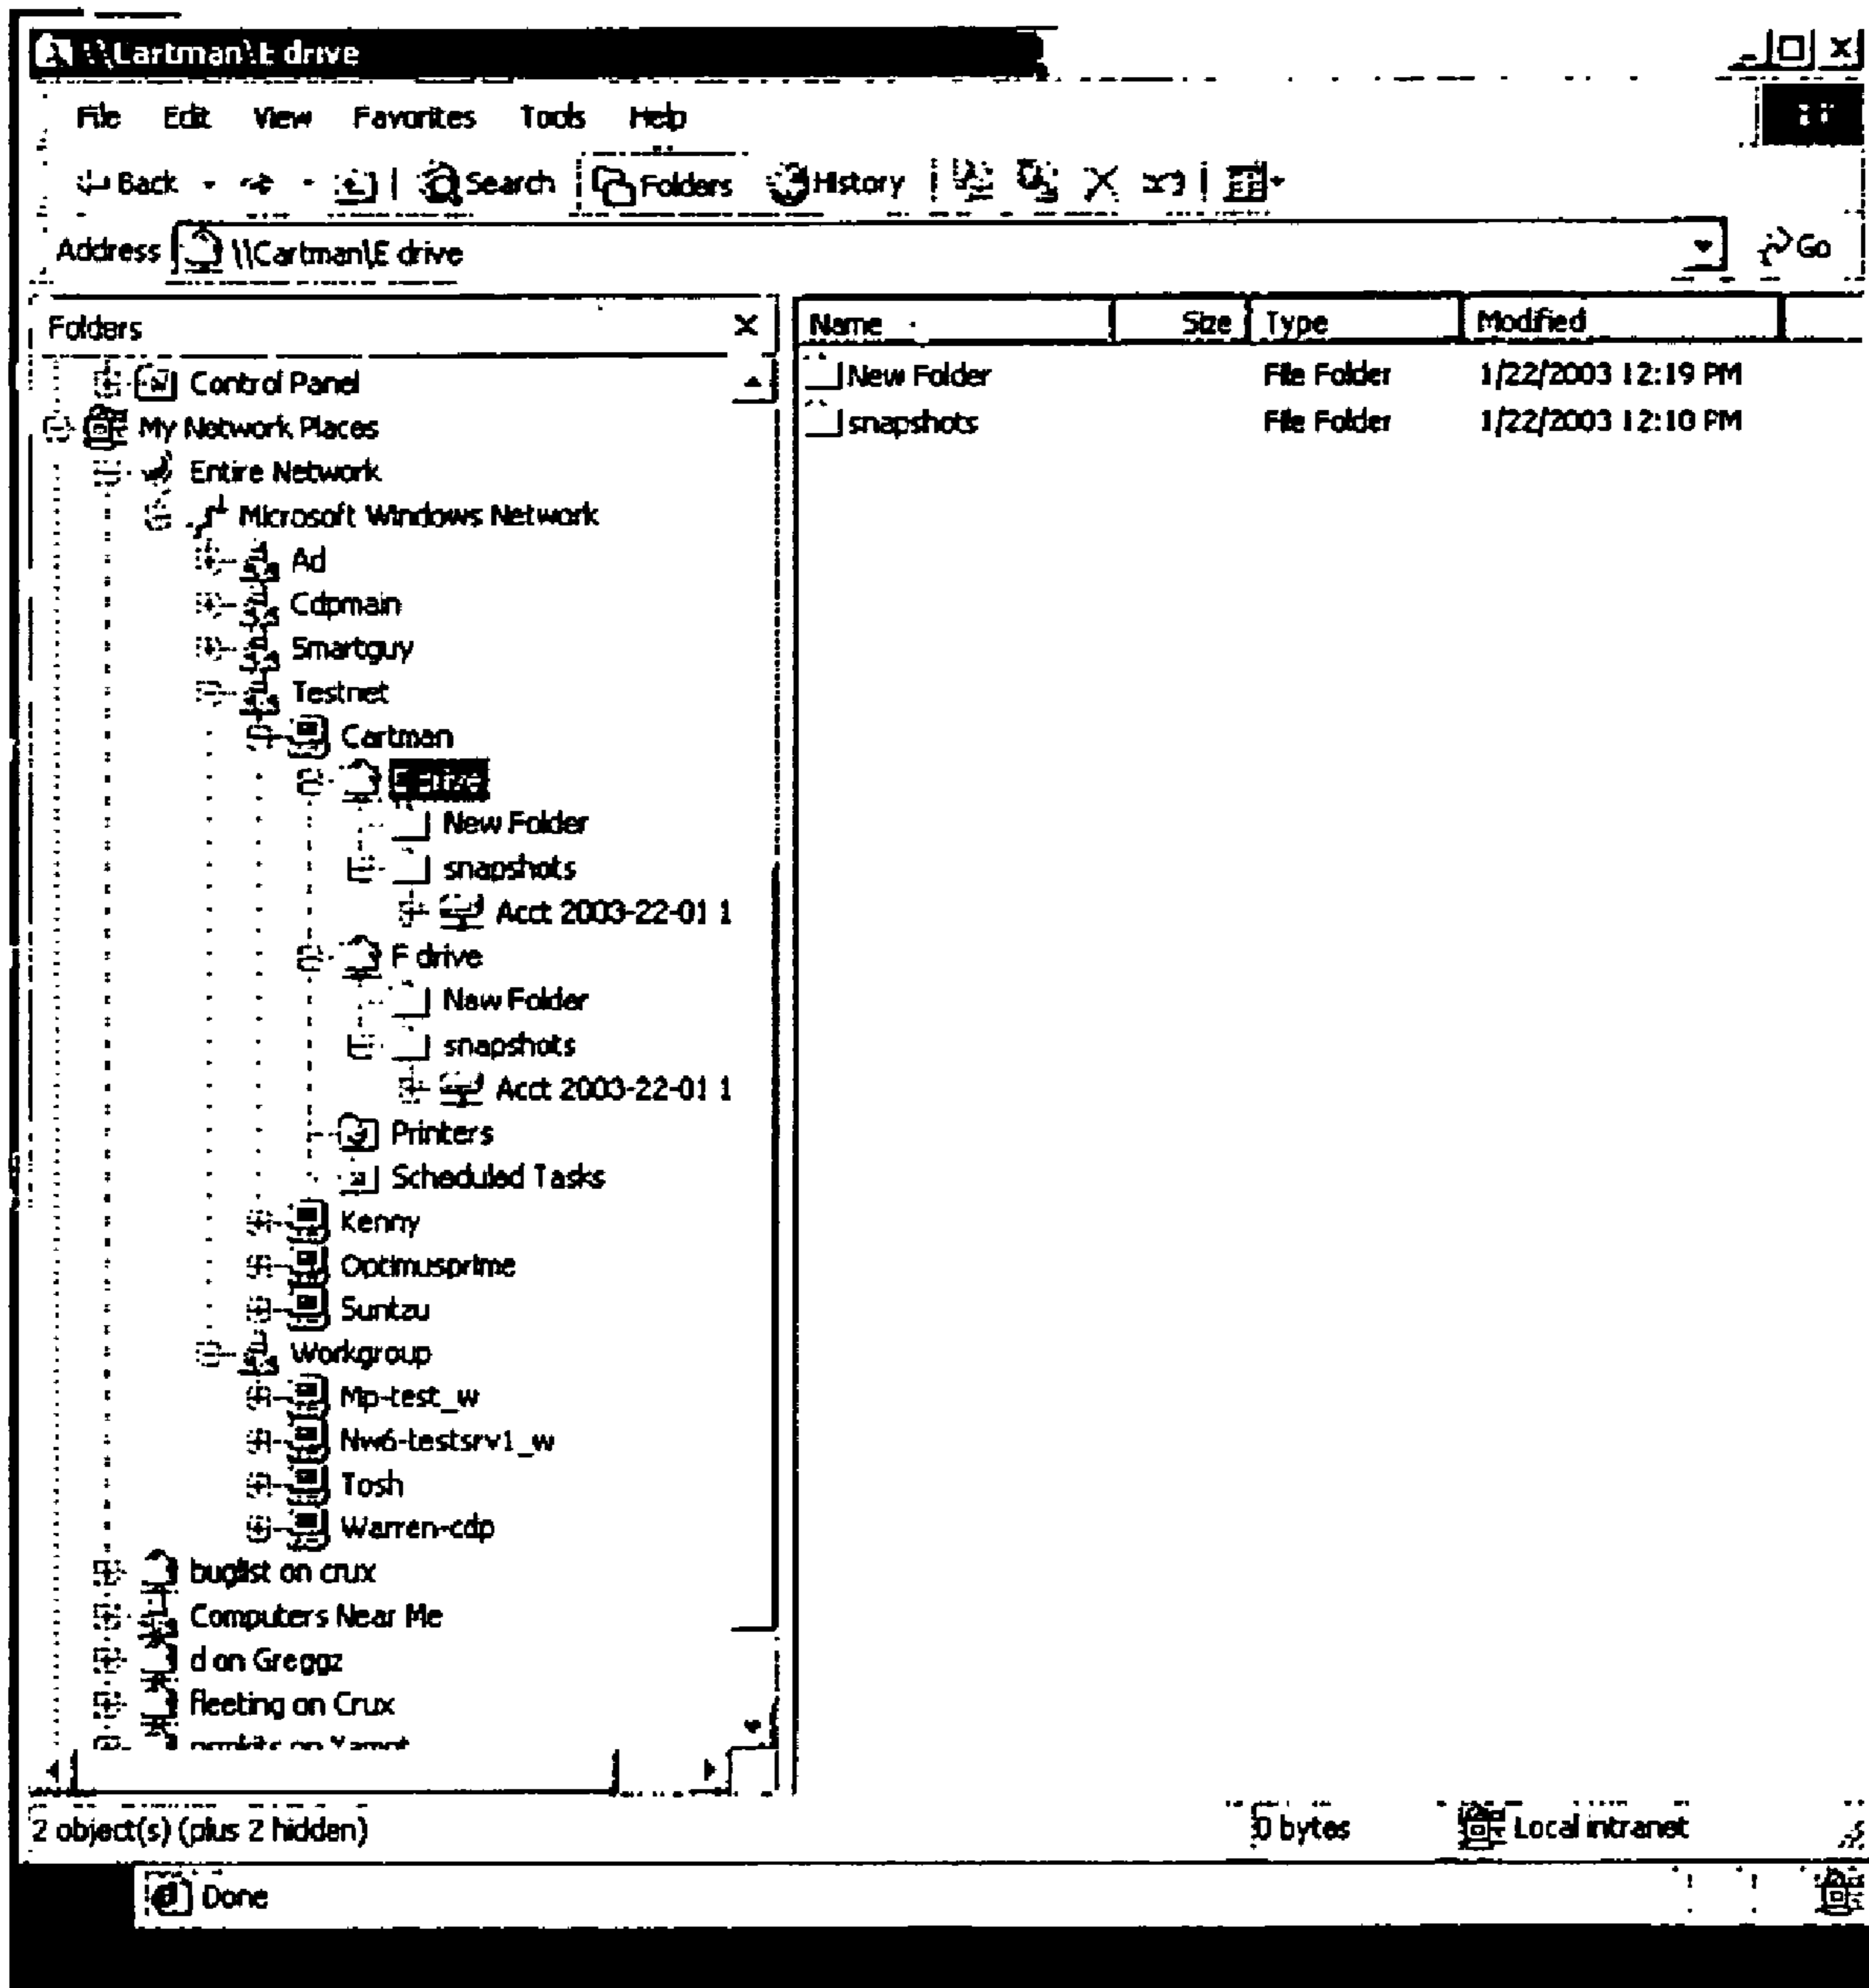 \\Cartman\E drive
File Edit View Favorites Tools Help
Back Search Folders History
Address \\Cartman\E drive Go
Folders
Name Size Type Modified
New Folder File Folder 1/22/2003 12:19 PM
snapshots File Folder 1/22/2003 12:10 PM
Control Panel
My Network Places
Entire Network
Microsoft Windows Network
Ad
Cdpmain
Smartguy
Testnet
Cartman
E drive
New Folder
snapshots
Acct 2003-22-01 1
F drive
New Folder
snapshots
Acct 2003-22-01 1
Printers
Scheduled Tasks
Kenny
Optimusprime
Suntzu
Workgroup
Mp-test_w
Nw6-testsrv1_w
Tosh
Warren-cdp
buglist on crux
Computers Near Me
d on Greggz
fleeting on Crux
on
2 object(s) (plus 2 hidden) 0 bytes Local intranet
Done